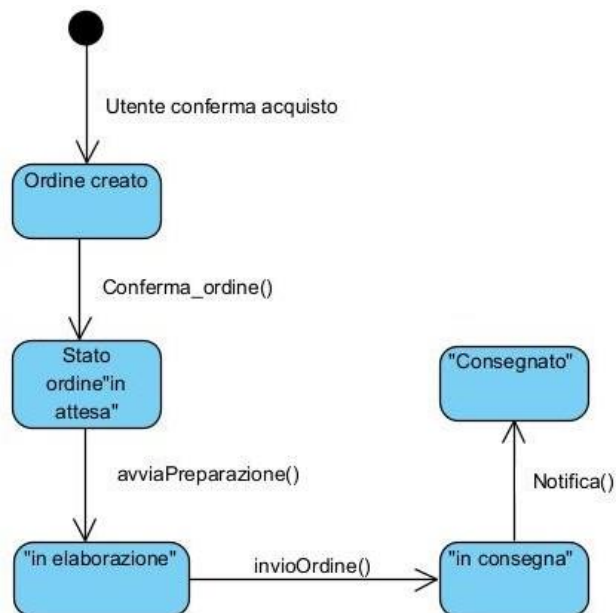 Utente conferma acquisto
Ordine creato
Conferma_ordine()
Stato
ordine"in
attesa"
"Consegnato"
avviaPreparazione()
Notifica()
"in elaborazione"
invioOrdine()
"in consegna"